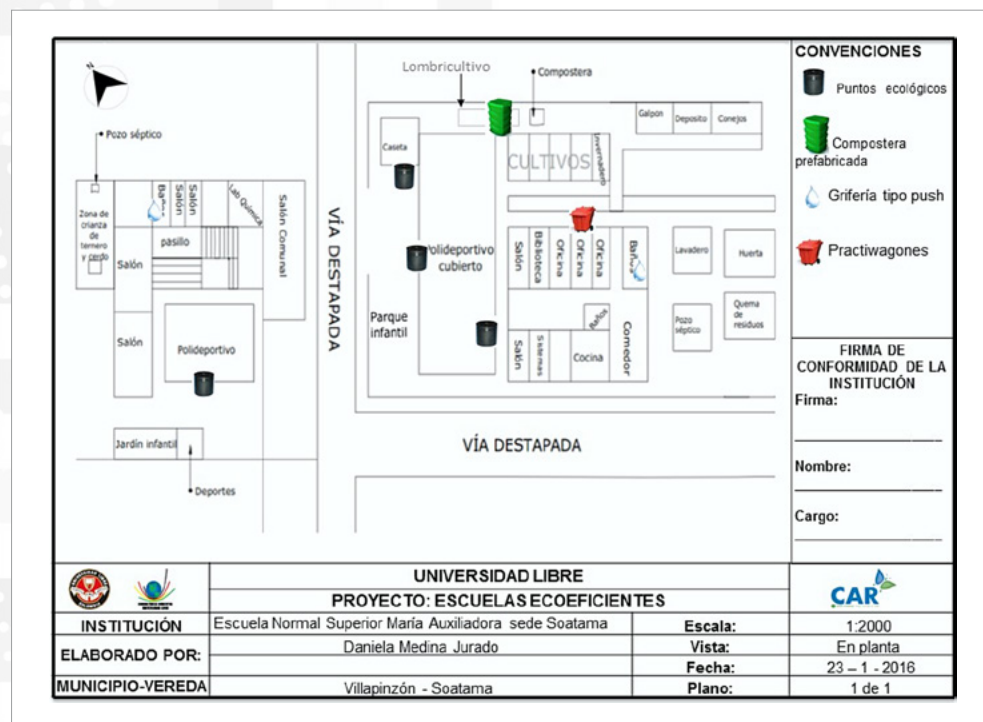 N
Pozo séptico
Zona de
crianza
de
ternero
y cerdo
Salón
Salón
Baños
Salón
Salón
Lab Química
pasillo
Salón Comunal
Polideportivo
Jardín infantil
Deportes
VÍA DESTAPADA
Lombricultivo
Compostera
Caseta
CULTIVOS
Invernadero
Galpon
Deposito
Conejos
Polideportivo
cubierto
Parque
infantil
Salón
Biblioteca
Oficina
Oficina
Oficina
Baños
Lavadero
Huerta
Pozo
séptico
Quema
de
residuos
Salón
Sistemas
Cocina
Baños
Comedor
VÍA DESTAPADA
CONVENCIONES
Puntos ecológicos
Compostera
prefabricada
Grifería tipo push
Practiwagones
FIRMA DE
CONFORMIDAD DE LA
INSTITUCIÓN
Firma:
Nombre:
Cargo:
UNIVERSIDAD LIBRE
PROYECTO: ESCUELAS ECOEFICIENTES
CAR
INSTITUCIÓN
Escuela Normal Superior María Auxiliadora sede Soatama
Escala:
1:2000
ELABORADO POR:
Daniela Medina Jurado
Vista:
En planta
Fecha:
23 – 1 - 2016
MUNICIPIO-VEREDA
Villapinzón - Soatama
Plano:
1 de 1